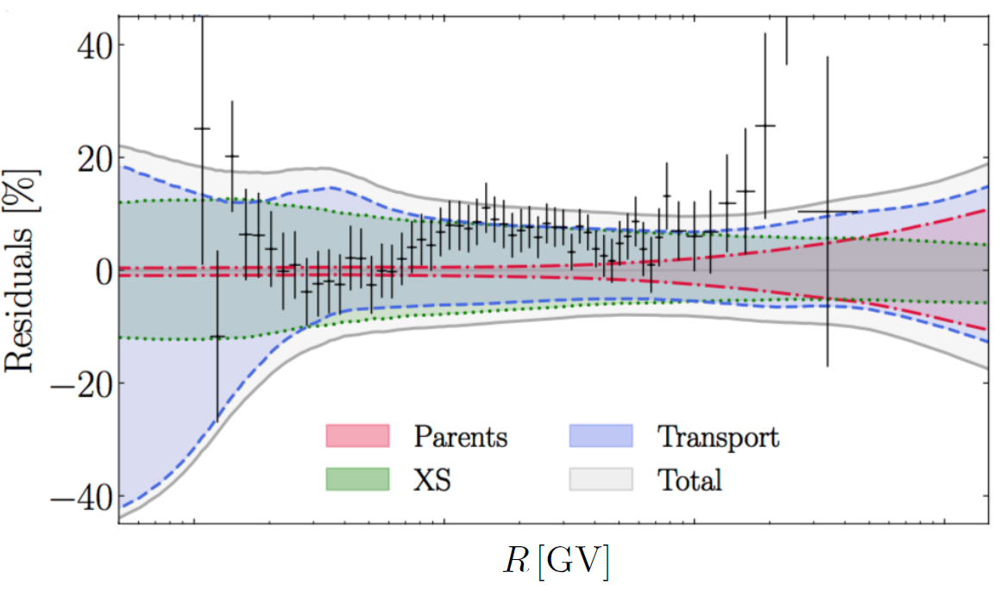 Residuals [%]
40
20
0
−20
−40
Parents
Transport
XS
Total
R [GV]